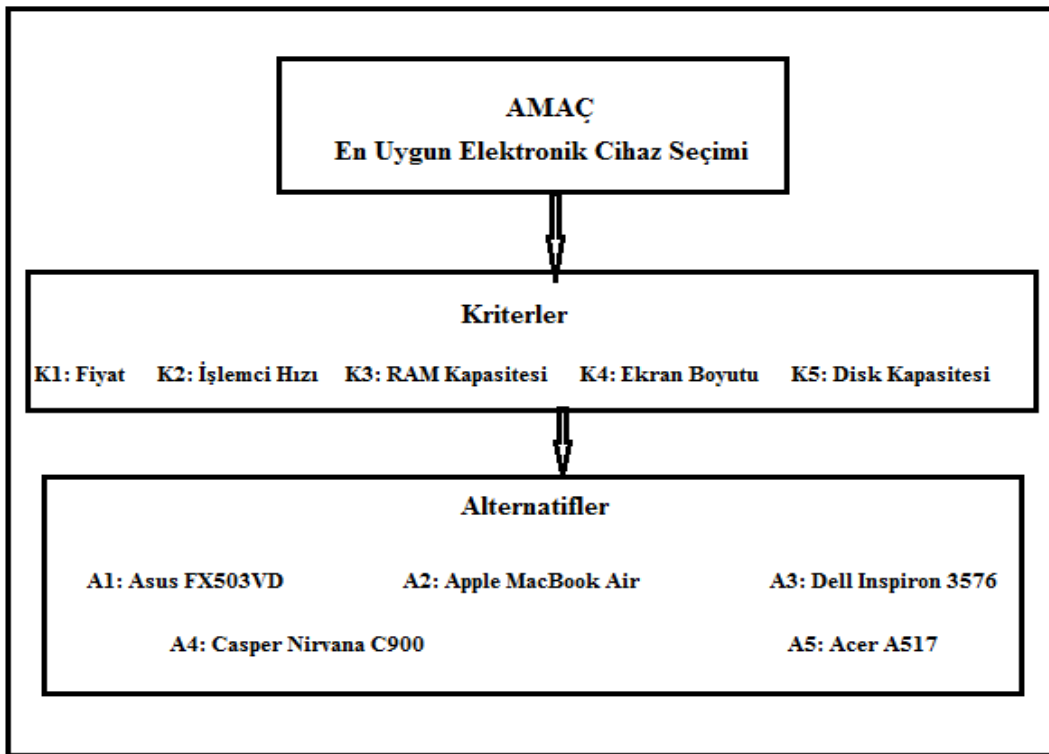 AMAÇ
En Uygun Elektronik Cihaz Seçimi
Kriterler
K1: Fiyat K2: İşlemci Hızı K3: RAM Kapasitesi K4: Ekran Boyutu K5: Disk Kapasitesi
Alternatifler
A1: Asus FX503VD A2: Apple MacBook Air A3: Dell Inspiron 3576
A4: Casper Nirvana C900 A5: Acer A517